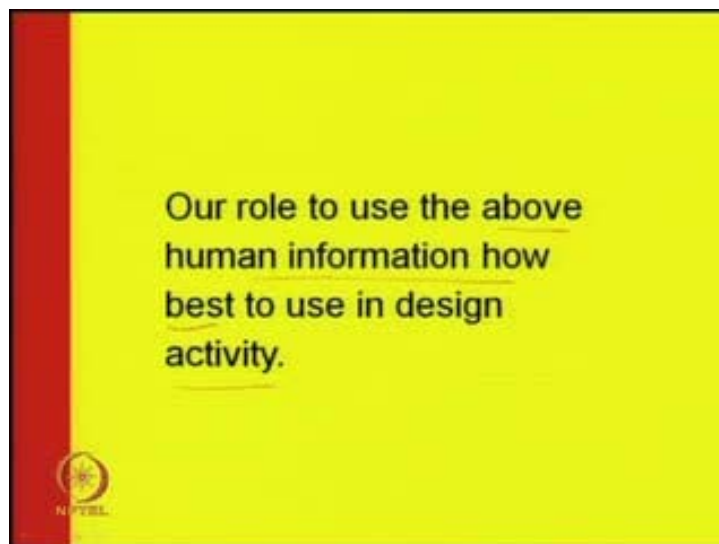 Our role to use the above
human information how
best to use in design
activity.
NPTEL